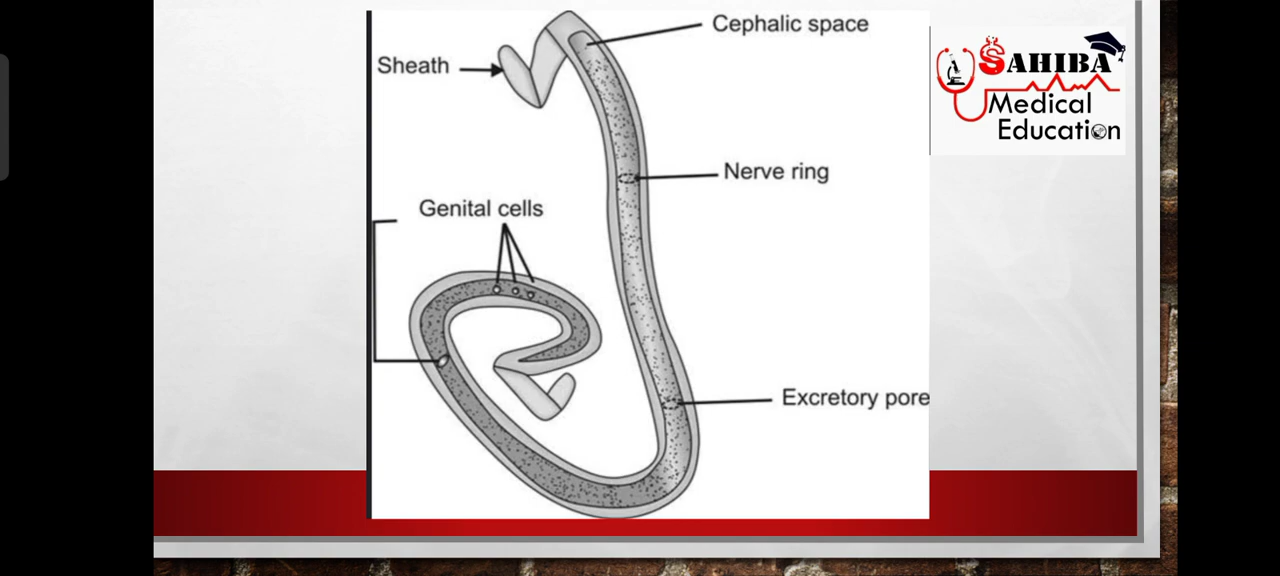 Cephalic space
Sheath
Nerve ring
Genital cells
Excretory pore
SAHIBA
Medical
Education